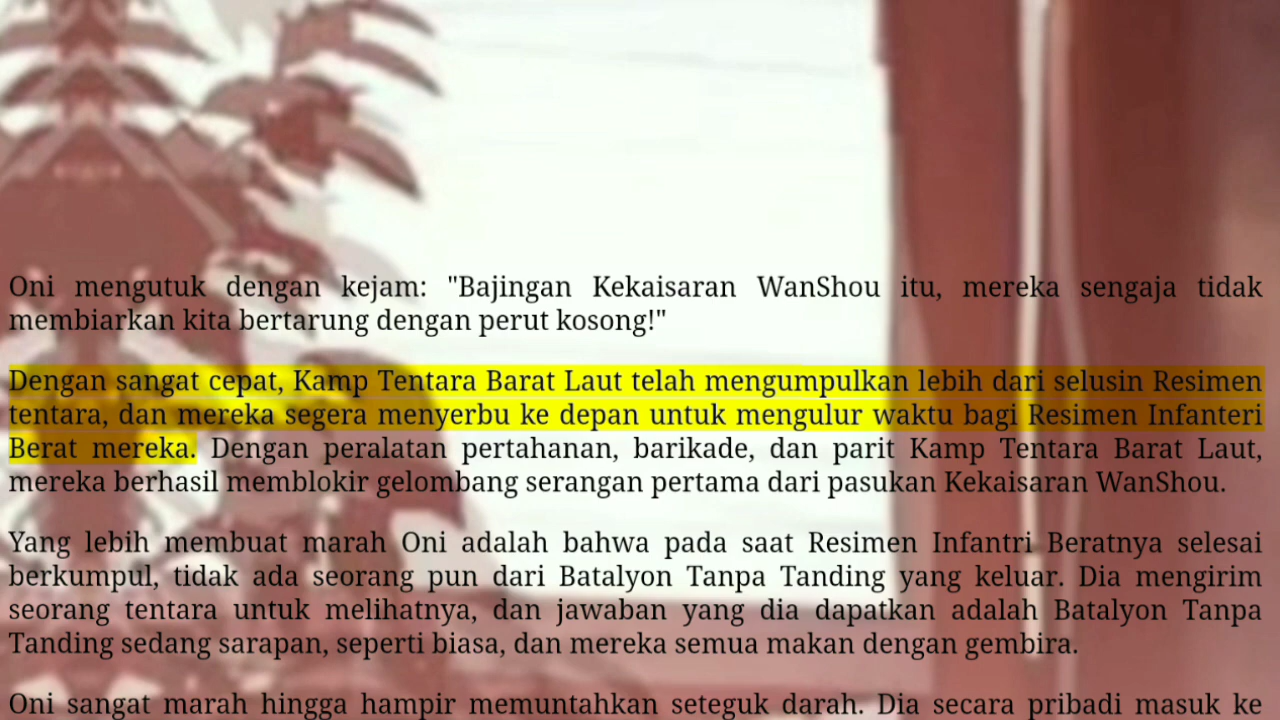 Oni mengutuk dengan kejam: "Bajingan Kekaisaran WanShou itu, mereka sengaja tidak
membiarkan kita bertarung dengan perut kosong!"
Dengan sangat cepat, Kamp Tentara Barat Laut telah mengumpulkan lebih dari selusin Resimen
tentara, dan mereka segera menyerbu ke depan untuk mengulur waktu bagi Resimen Infanteri
Berat mereka. Dengan peralatan pertahanan, barikade, dan parit Kamp Tentara Barat Laut,
mereka berhasil memblokir gelombang serangan pertama dari pasukan Kekaisaran WanShou.
Yang lebih membuat marah Oni adalah bahwa pada saat Resimen Infantri Beratnya selesai
berkumpul, tidak ada seorang pun dari Batalyon Tanpa Tanding yang keluar. Dia mengirim
seorang tentara untuk melihatnya, dan jawaban yang dia dapatkan adalah Batalyon Tanpa
Tanding sedang sarapan, seperti biasa, dan mereka semua makan dengan gembira.
Oni sangat marah hingga hampir memuntahkan seteguk darah. Dia secara pribadi masuk ke